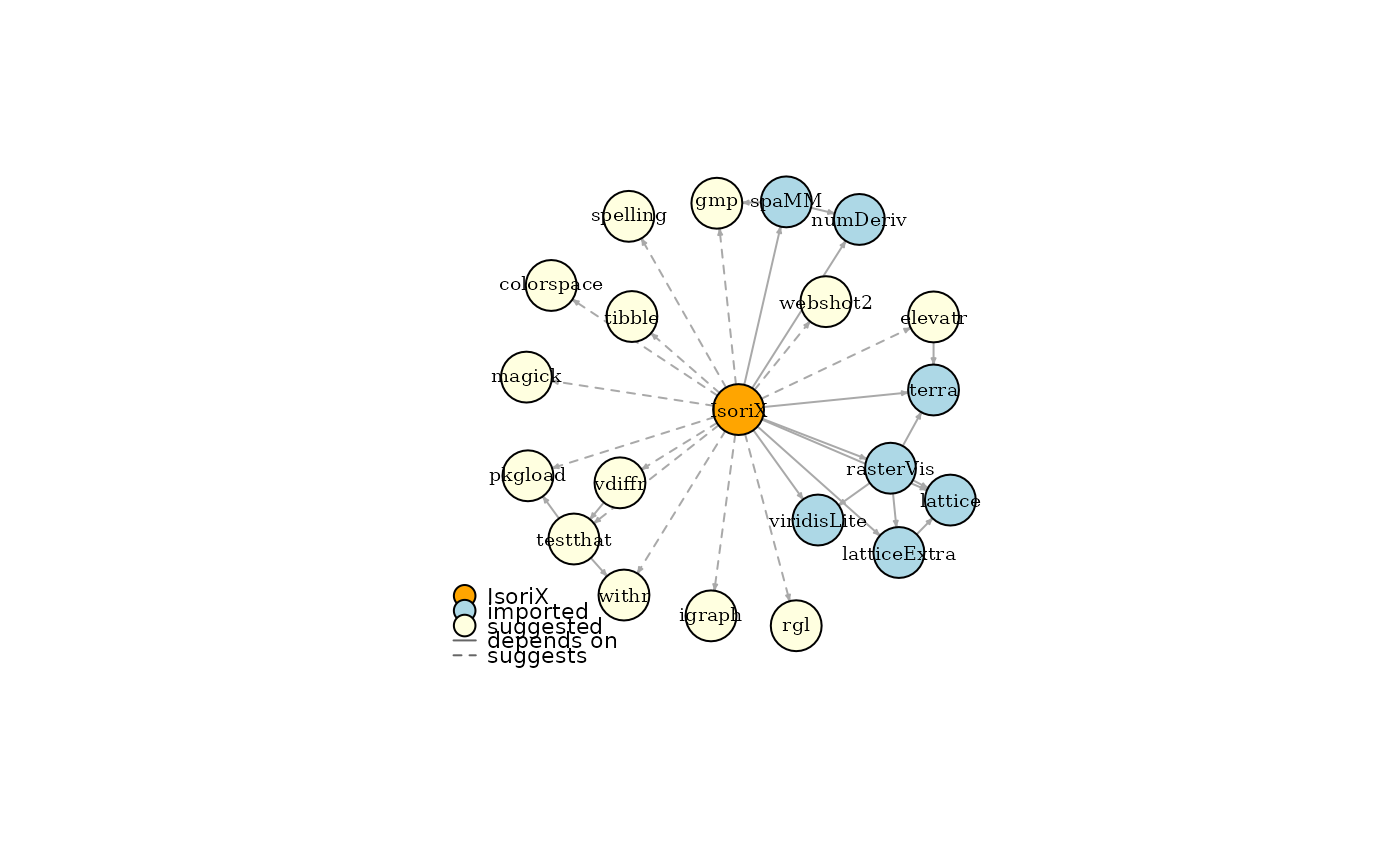 gmp
spaMM
spelling
numDeriv
colorspace
webshot2
tibble
elevatr
magick
terra
IsoriX
rasterVis
pkgload
vdiffr
lattice
viridisLite
testthat
latticeExtra
withr
igraph
rgl
IsoriX
imported
suggested
depends on
suggests